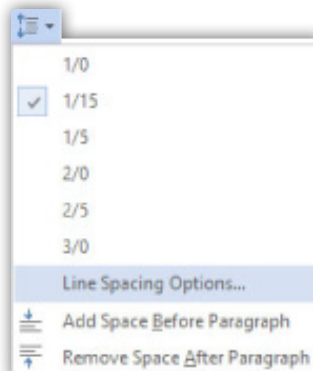 1/0
1/15
1/5
2/0
2/5
3/0
Line Spacing Options...
Add Space Before Paragraph
Remove Space After Paragraph